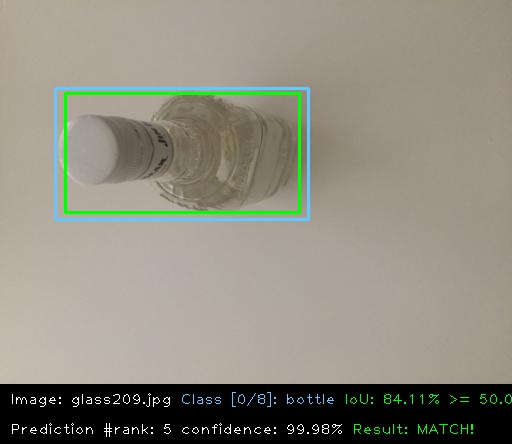 Image: glass209.jpg Class [0/8]: bottle IoU: 84.11% >= 50.0
Prediction #rank: 5 confidence: 99.98% Result: MATCH!